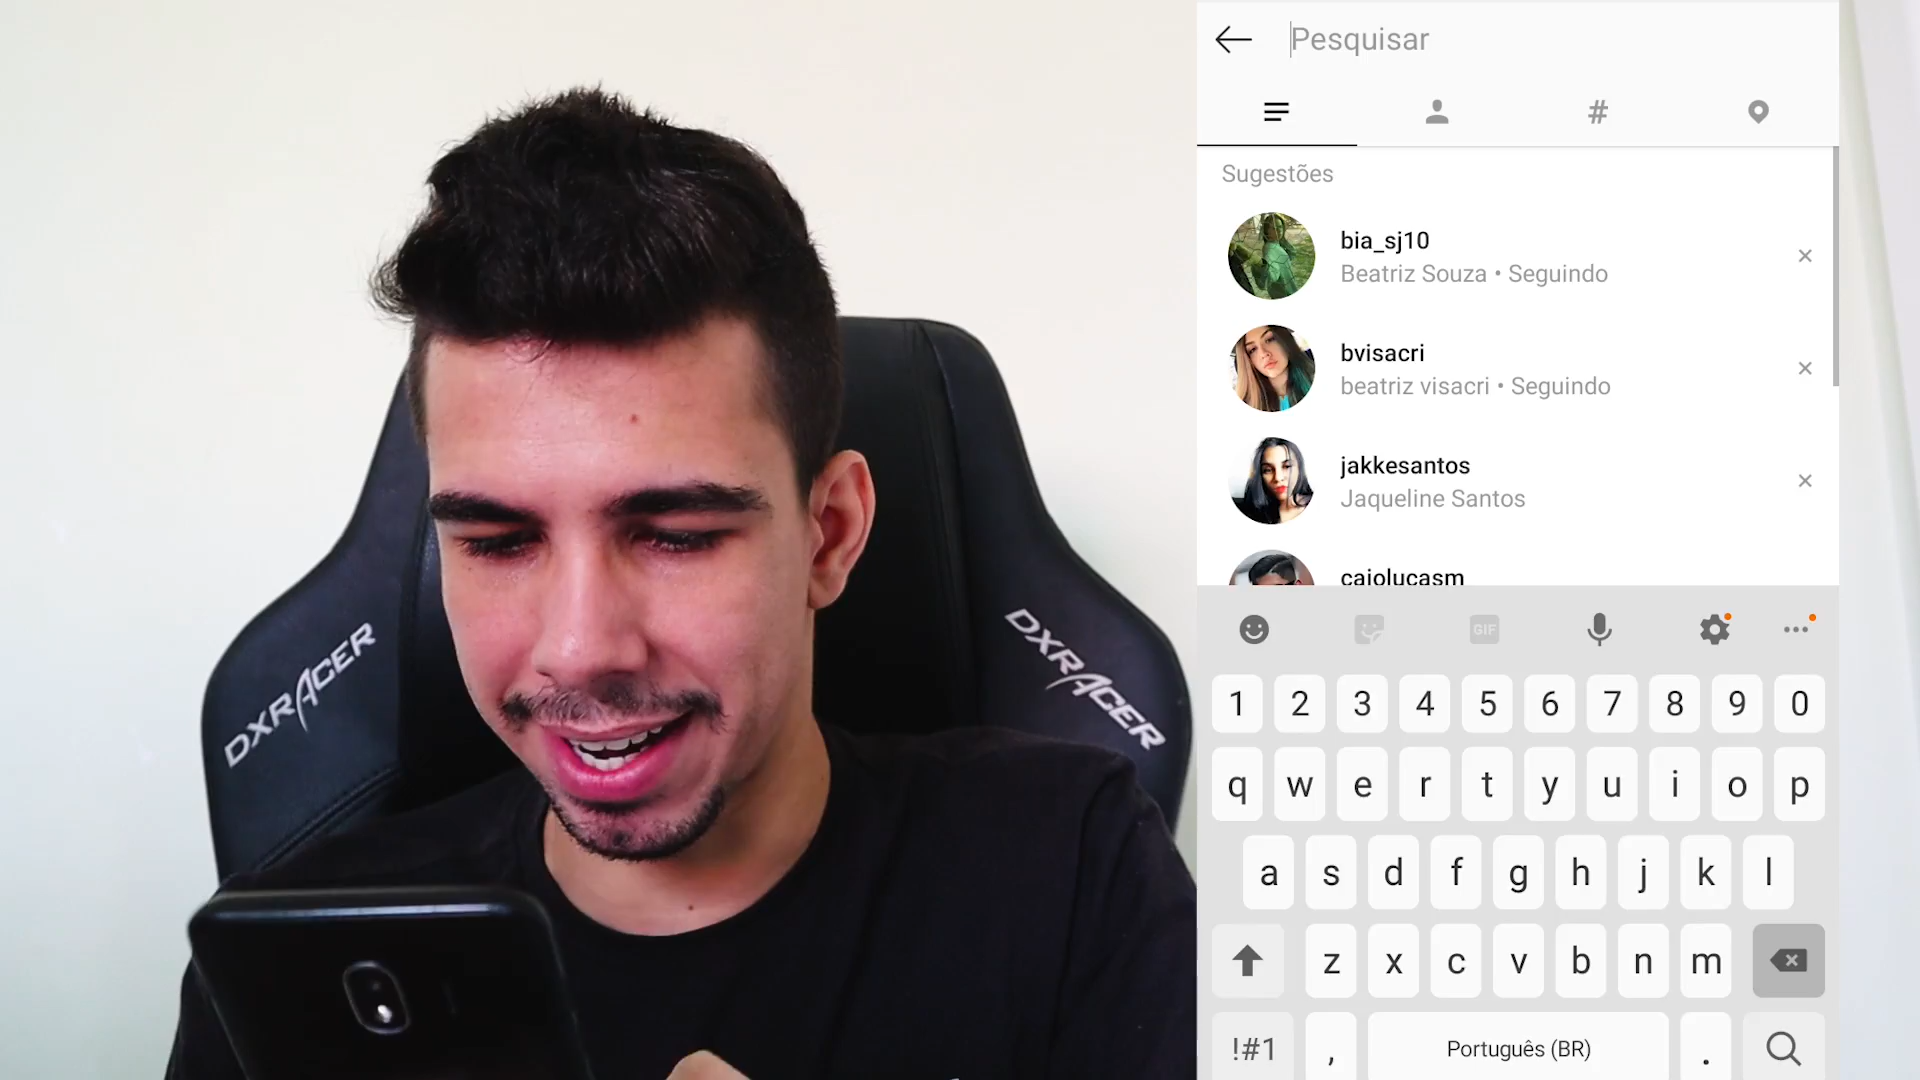 Pesquisar
#
Sugestões
bia_sj10
Beatriz Souza • Seguindo
bvisacri
beatriz visacri • Seguindo
jakkesantos
Jaqueline Santos
caiolucasm
GIF
1 2 3 4 5 6 7 8 9 0
q w e r t y u i o p
a s d f g h j k l
z x c v b n m
!#1 , Português (BR) .
DXRACER
DXRACER